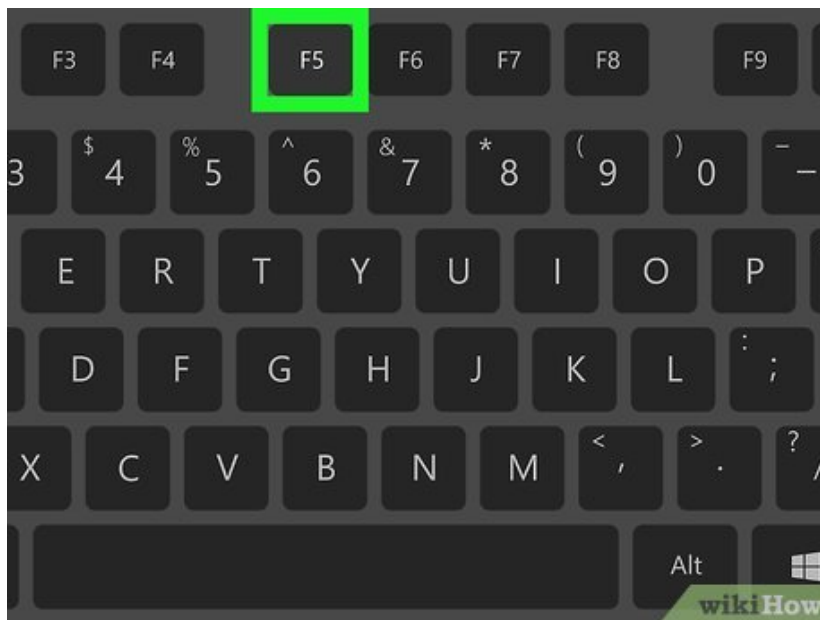 F3 F4 F5 F6 F7 F8 F9
3 $ 4 % 5 ^ 6 & 7 * 8 ( 9 ) 0 _ -
E R T Y U I O P
D F G H J K L : ;
X C V B N M < , > . ? /
Alt
wikiHow